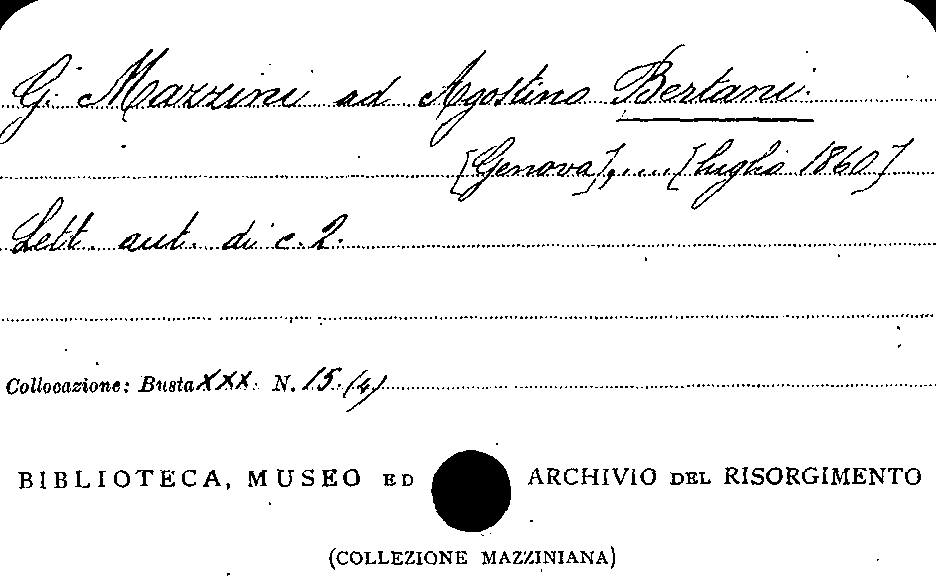 G. Mazzini ad Agostino Bertani.
[Genova],.... [luglio 1860]
Lett. aut. di c. 2.
Collocazione: Busta XXX. N. 15. (4)
BIBLIOTECA, MUSEO ED ARCHIVIO DEL RISORGIMENTO
(COLLEZIONE MAZZINIANA)